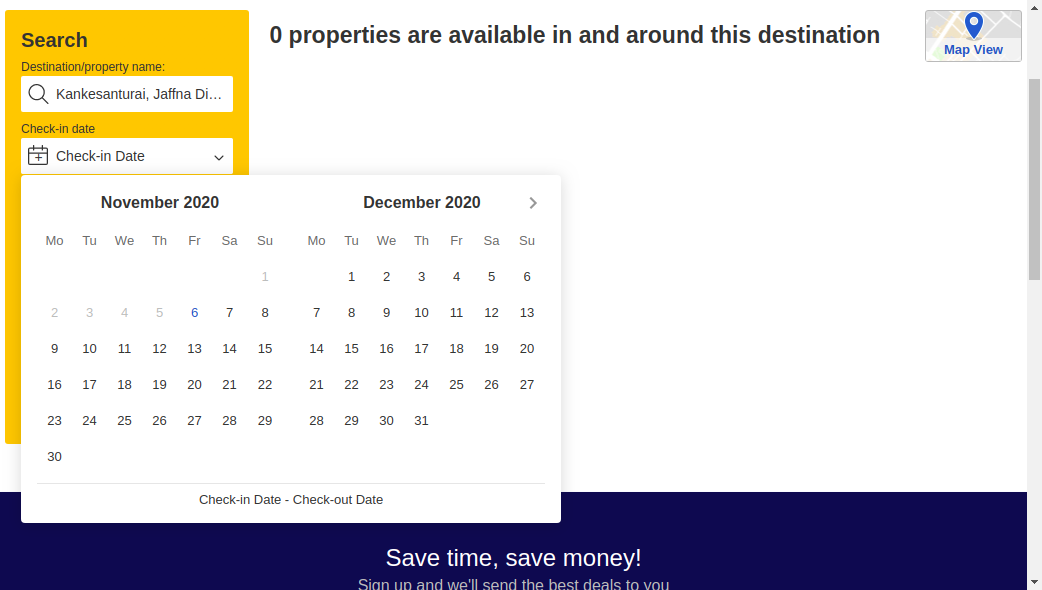 Search
Destination/property name:
Kankesanturai, Jaffna Di...
Check-in date
Check-in Date
0 properties are available in and around this destination
Map View
November 2020
Mo Tu We Th Fr Sa Su
1
2 3 4 5 6 7 8
9 10 11 12 13 14 15
16 17 18 19 20 21 22
23 24 25 26 27 28 29
30
December 2020
Mo Tu We Th Fr Sa Su
1 2 3 4 5 6
7 8 9 10 11 12 13
14 15 16 17 18 19 20
21 22 23 24 25 26 27
28 29 30 31
Check-in Date - Check-out Date
Save time, save money!
Sign up and we'll send the best deals to you